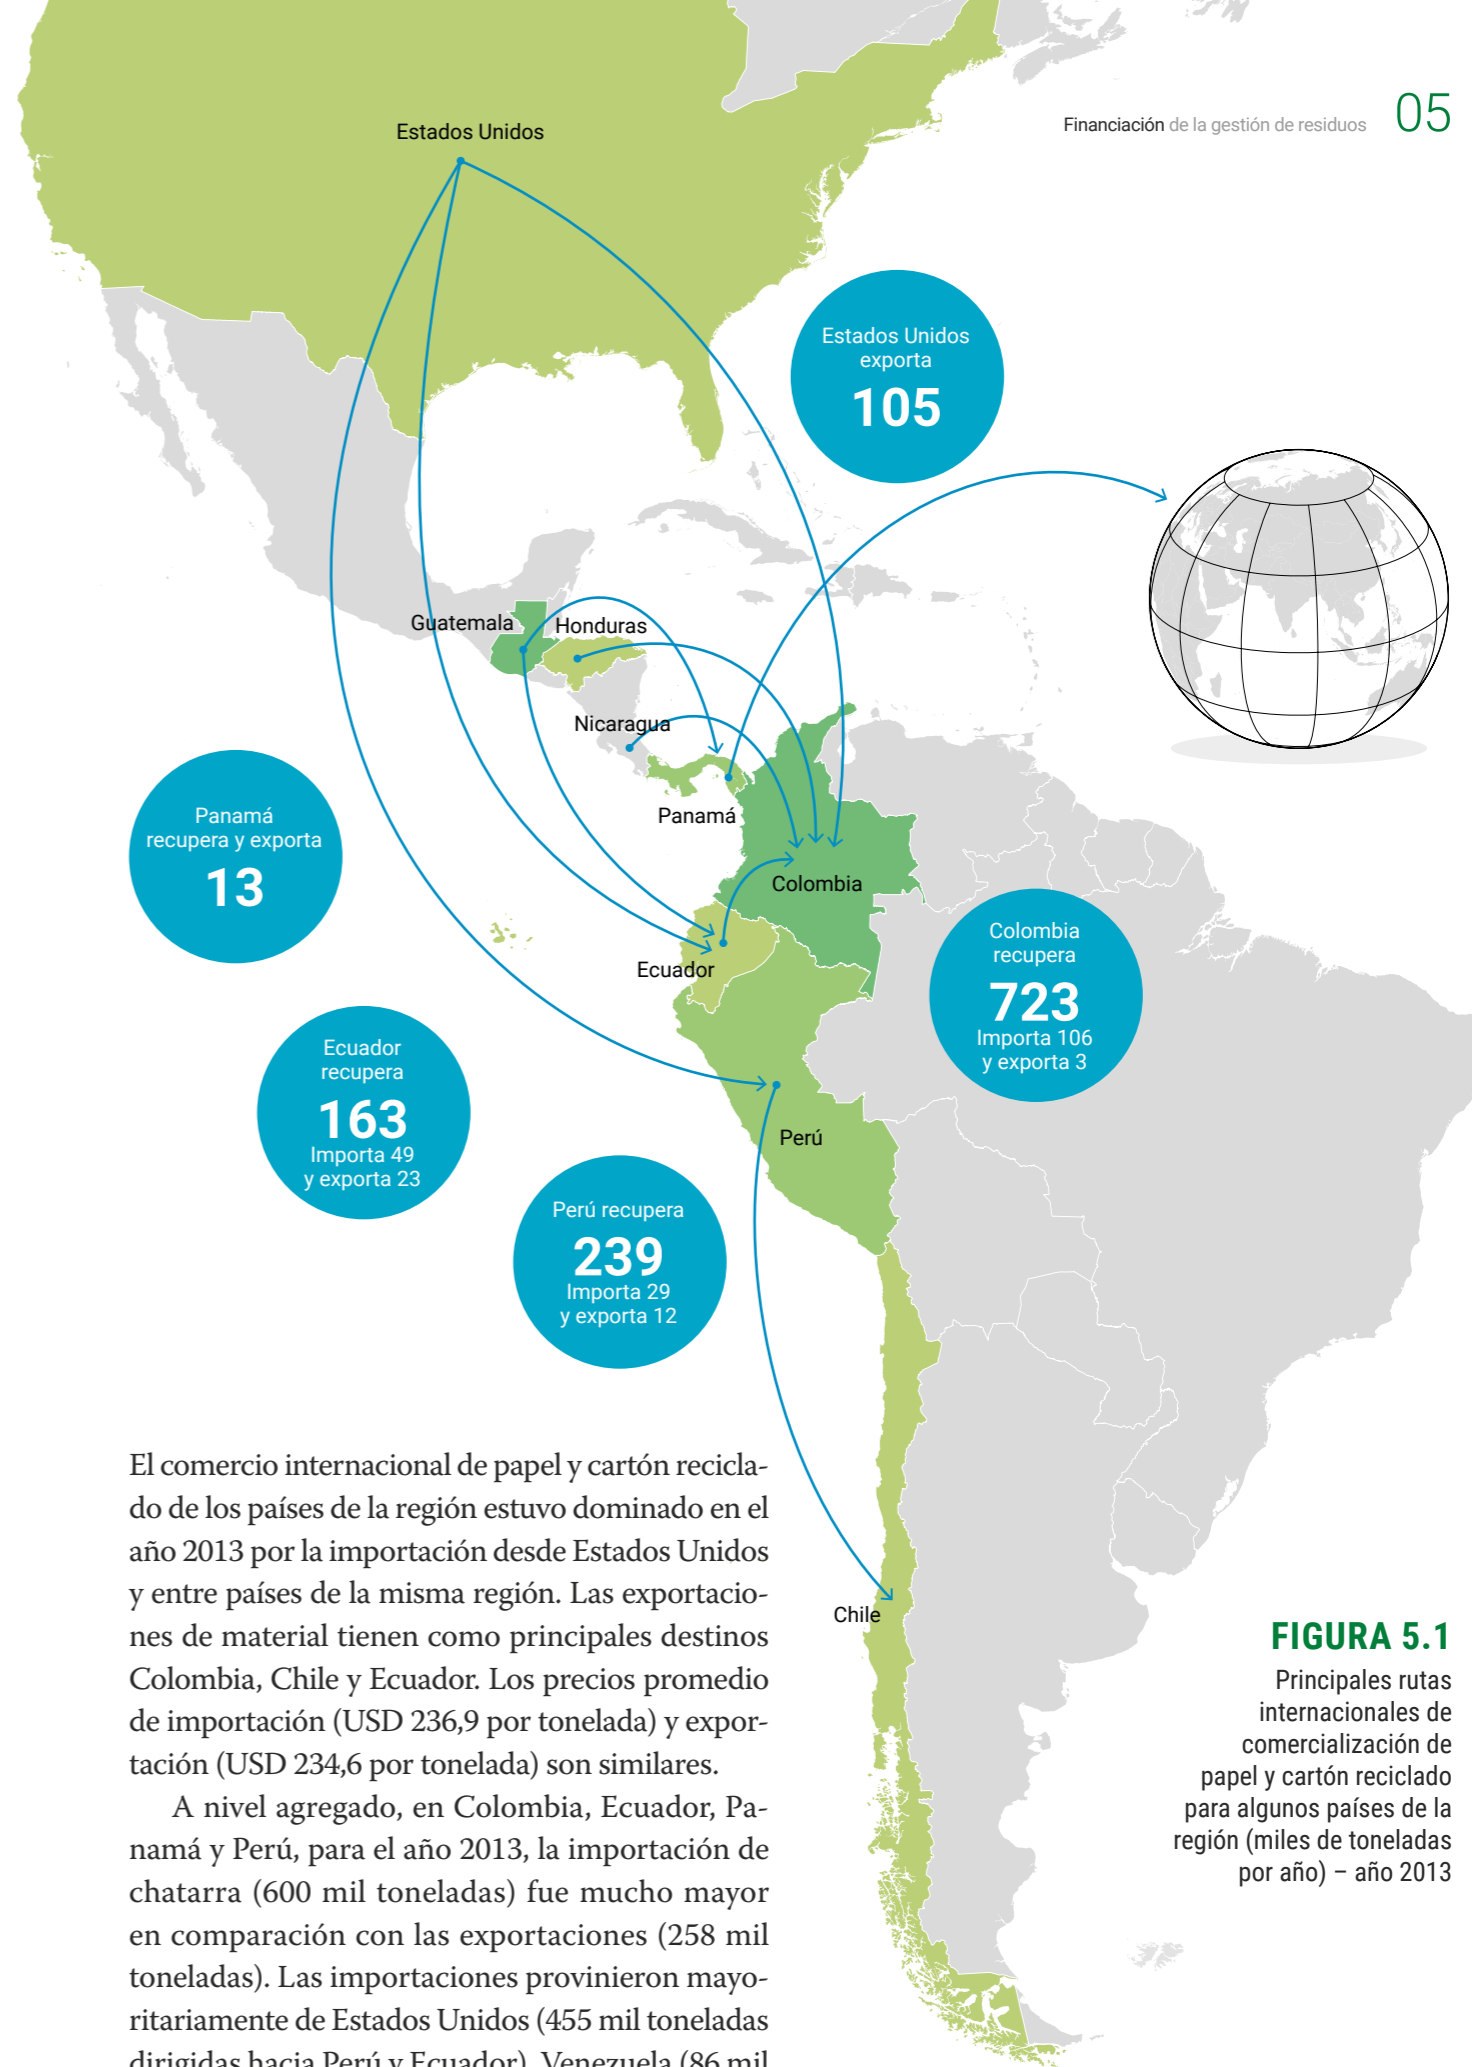 Financiación de la gestión de residuos 05
Estados Unidos
Estados Unidos
exporta
105
Guatemala
Honduras
Nicaragua
Panamá
Panamá
recupera y exporta
13
Colombia
Colombia
recupera
723
Importa 106
y exporta 3
Ecuador
Ecuador
recupera
163
Importa 49
y exporta 23
Perú
Perú recupera
239
Importa 29
y exporta 12
Chile
El comercio internacional de papel y cartón recicla-
do de los países de la región estuvo dominado en el
año 2013 por la importación desde Estados Unidos
y entre países de la misma región. Las exportacio-
nes de material tienen como principales destinos
Colombia, Chile y Ecuador. Los precios promedio
de importación (USD 236,9 por tonelada) y expor-
tación (USD 234,6 por tonelada) son similares.
A nivel agregado, en Colombia, Ecuador, Pa-
namá y Perú, para el año 2013, la importación de
chatarra (600 mil toneladas) fue mucho mayor
en comparación con las exportaciones (258 mil
toneladas). Las importaciones provinieron mayo-
ritariamente de Estados Unidos (455 mil toneladas
dirigidas hacia Perú y Ecuador), Venezuela (86 mil
FIGURA 5.1
Principales rutas
internacionales de
comercialización de
papel y cartón reciclado
para algunos países de la
región (miles de toneladas
por año) – año 2013